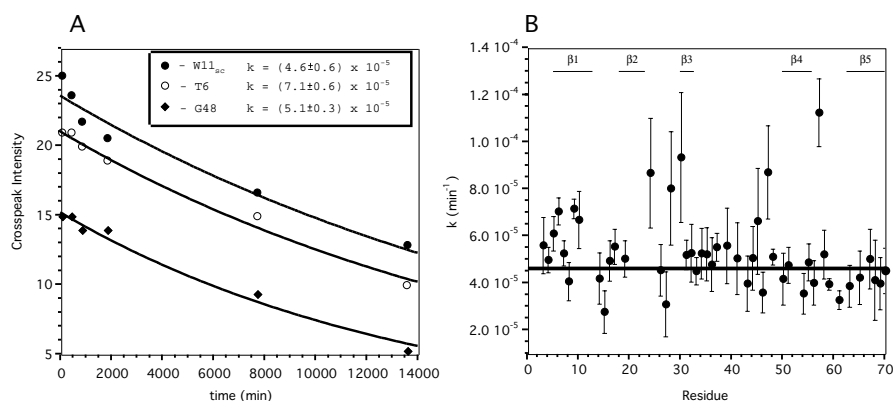 A
B
● - W11sc k = (4.6±0.6) x 10-5
○ - T6 k = (7.1±0.6) x 10-5
◆ - G48 k = (5.1±0.3) x 10-5
Crosspeak Intensity
25
20
15
10
5
0 2000 4000 6000 8000 10000 12000 14000
time (min)
β1 β2 β3 β4 β5
k (min-1)
1.4 10-4
1.2 10-4
1.0 10-4
8.0 10-5
6.0 10-5
4.0 10-5
2.0 10-5
0 10 20 30 40 50 60 70
Residue